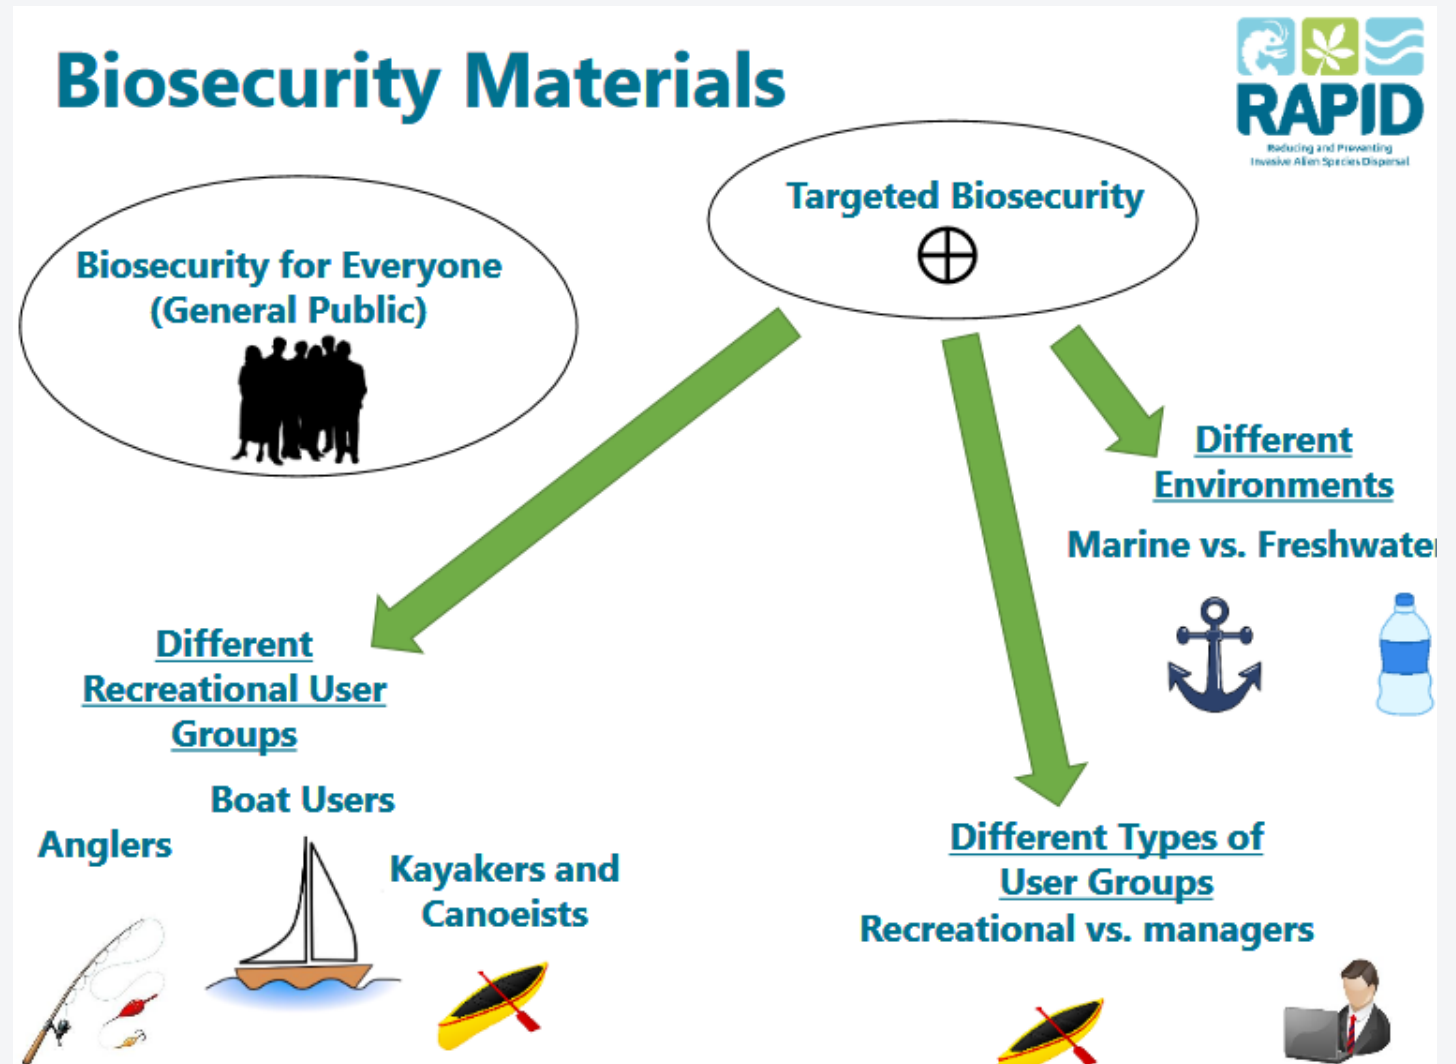 Biosecurity Materials
RAPID
Reducing and Preventing
Invasive Alien Species Dispersal
Targeted Biosecurity
Biosecurity for Everyone
(General Public)
Different
Environments
Marine vs. Freshwater
Different
Recreational User
Groups
Boat Users
Anglers
Kayakers and
Canoeists
Different Types of
User Groups
Recreational vs. managers